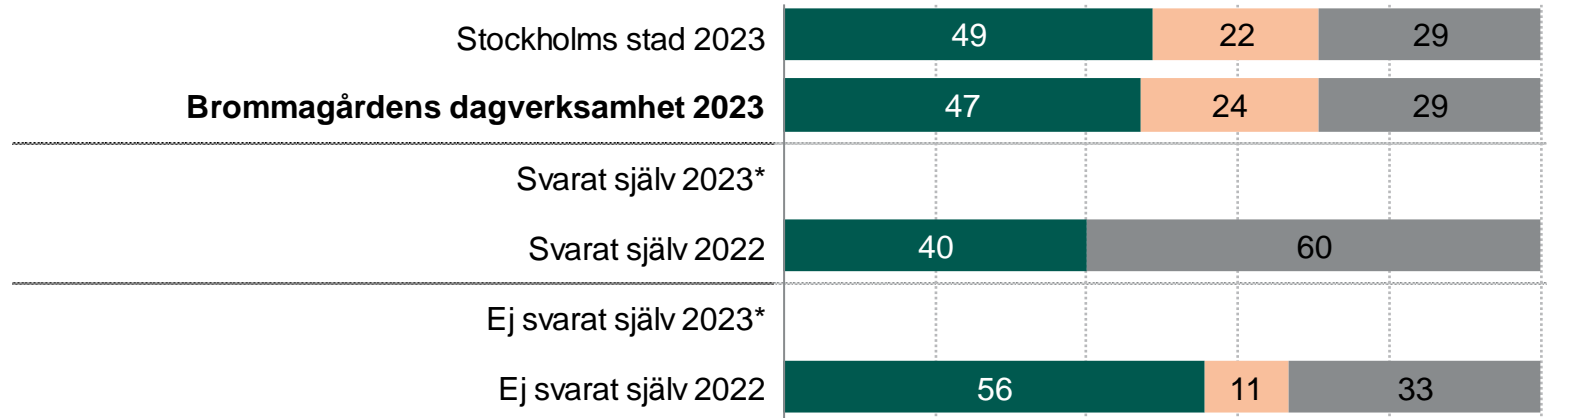 Stockholms stad 2023 49 22 29
Brommagårdens dagverksamhet 2023 47 24 29
Svarat själv 2023*
Svarat själv 2022 40 60
Ej svarat själv 2023*
Ej svarat själv 2022 56 11 33